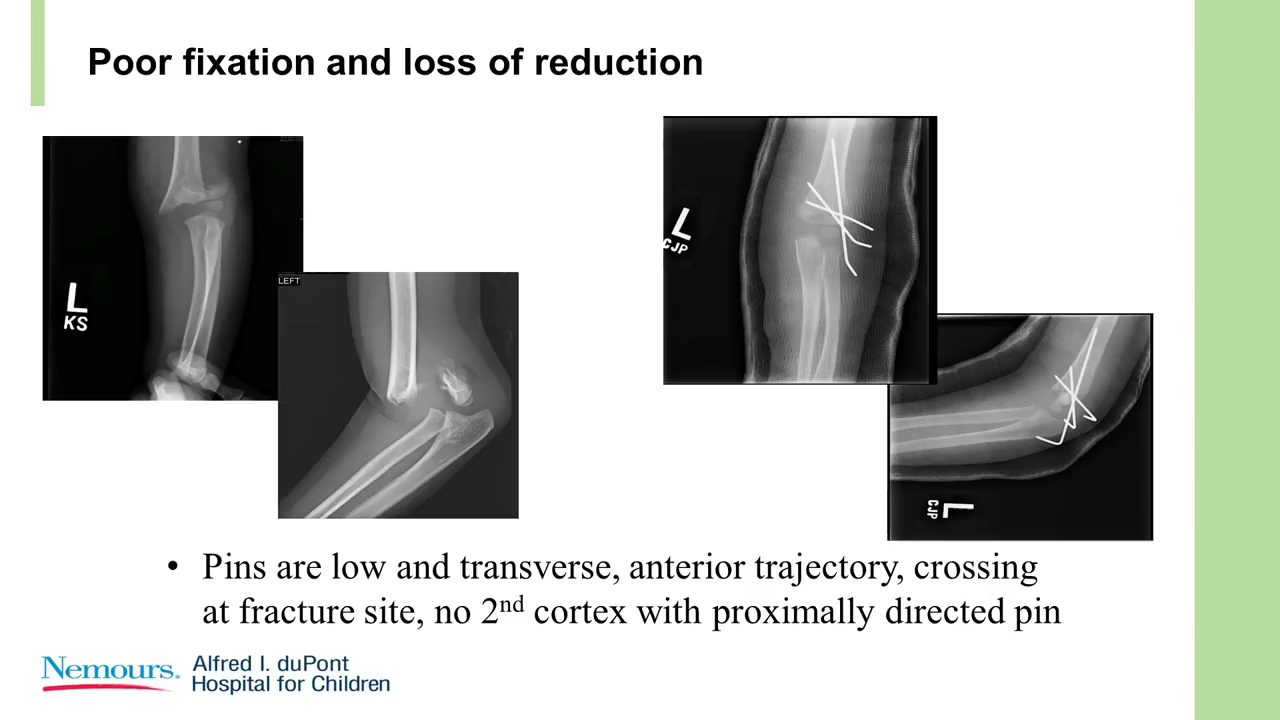 Poor fixation and loss of reduction
L
KS
LEFT
L
CJP
L
CJP
• Pins are low and transverse, anterior trajectory, crossing
at fracture site, no 2nd cortex with proximally directed pin
Nemours. Alfred I. duPont
Hospital for Children